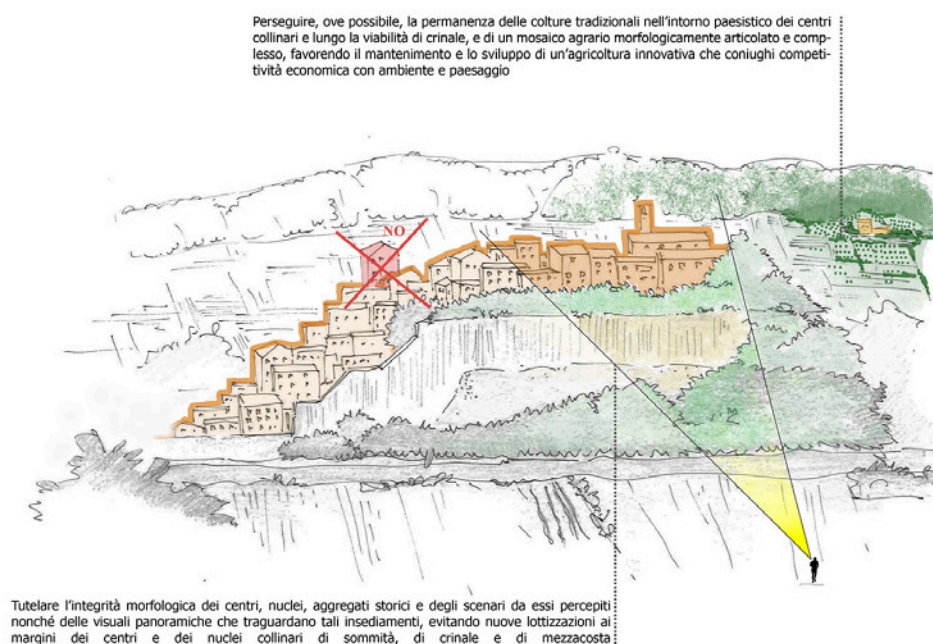 Perseguire, ove possibile, la permanenza delle colture tradizionali nell'intorno paesistico dei centri
collinari e lungo la viabilità di crinale, e di un mosaico agrario morfologicamente articolato e comp-
lesso, favorendo il mantenimento e lo sviluppo di un'agricoltura innovativa che coniughi competi-
tività economica con ambiente e paesaggio
NO
Tutelare l'integrità morfologica dei centri, nuclei, aggregati storici e degli scenari da essi percepiti
nonché delle visuali panoramiche che traguardano tali insediamenti, evitando nuove lottizzazioni ai
margini dei centri e dei nuclei collinari di sommità, di crinale e di mezzacosta